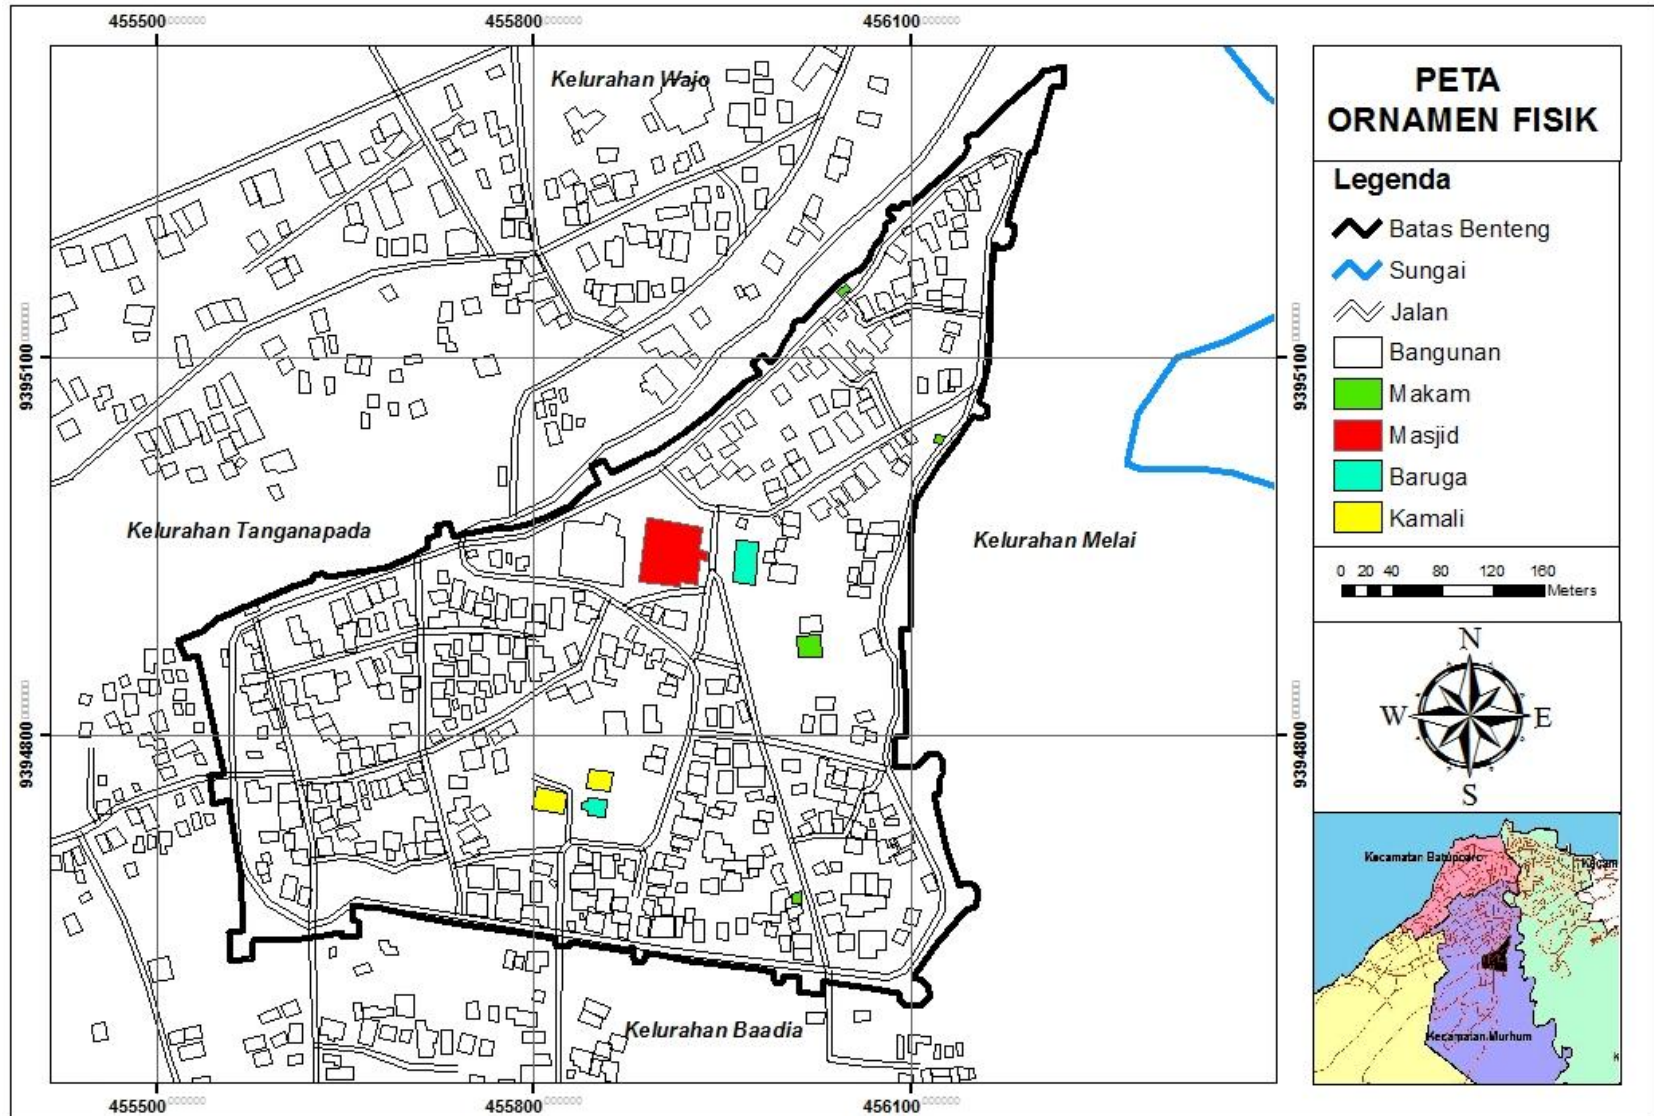 455500
455800
456100
Kelurahan Wajo
PETA
ORNAMEN FISIK
Legenda
Batas Benteng
Sungai
Jalan
Bangunan
Makam
Masjid
Baruga
Kamali
9395100
9395100
Kelurahan Tanganapada
Kelurahan Melai
0 20 40 80 120 160
Meters
N
W
E
S
9394800
9394800
Kelurahan Baadia
Kecamatan Murhum
455500
455800
456100